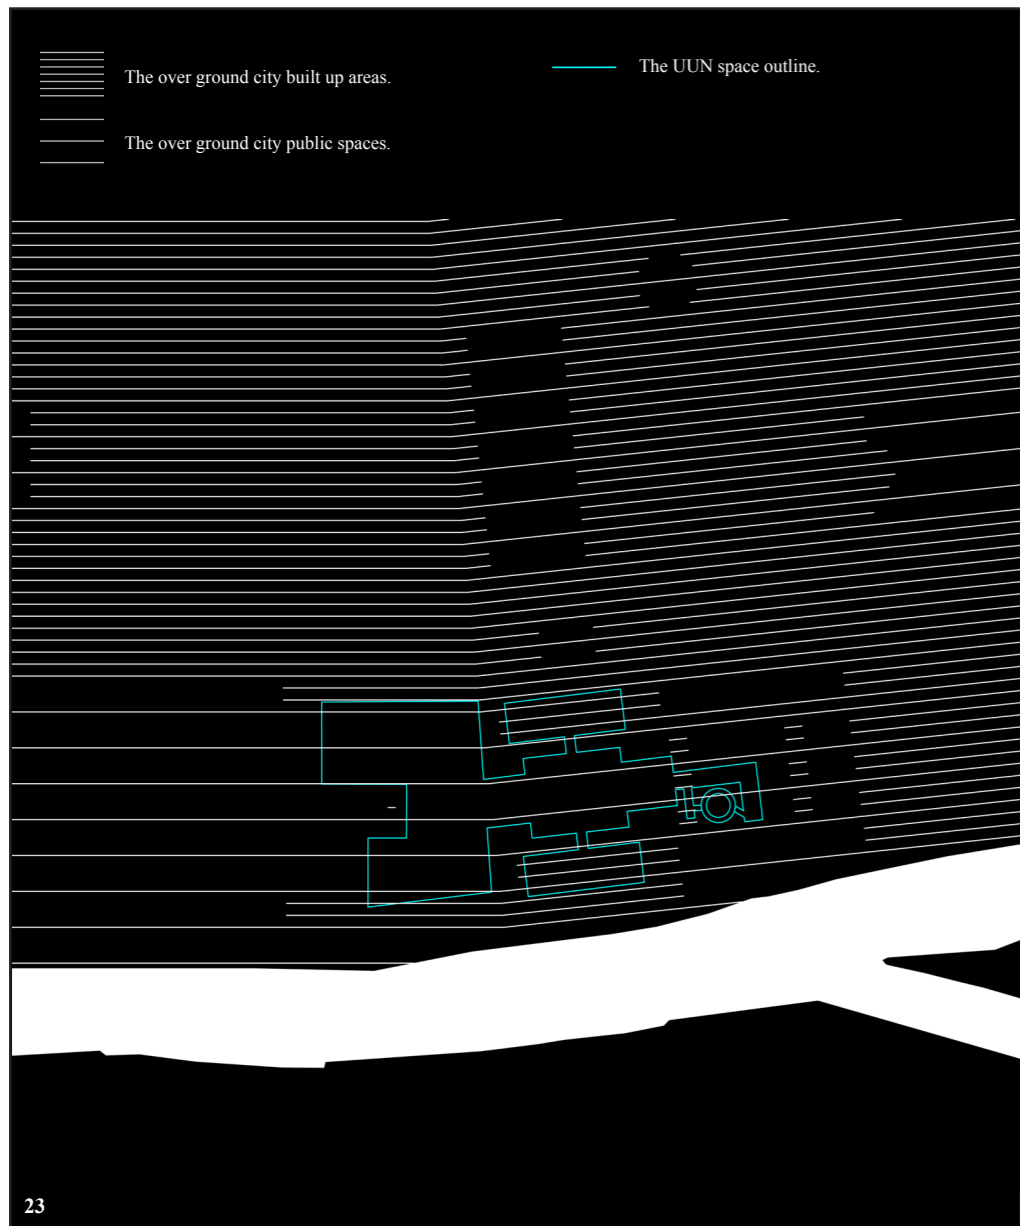 The over ground city built up areas.
The UUN space outline.
The over ground city public spaces.
23